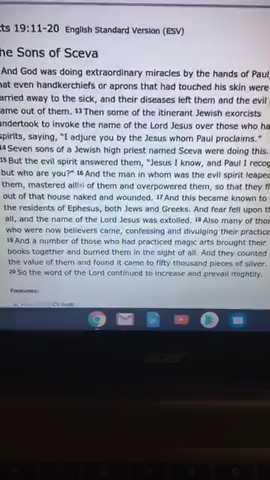 ts 19:11-20 English Standard Version (ESV)
he Sons of Sceva
And God was doing extraordinary miracles by the hands of Paul,
hat even handkerchiefs or aprons that had touched his skin were
arried away to the sick, and their diseases left them and the evil
ame out of them. 13 Then some of the itinerant Jewish exorcists
undertook to invoke the name of the Lord Jesus over those who ha
spirits, saying, "I adjure you by the Jesus whom Paul proclaims."
14 Seven sons of a Jewish high priest named Sceva were doing this.
15 But the evil spirit answered them, "Jesus I know, and Paul I recog
but who are you?" 16 And the man in whom was the evil spirit leaped
them, mastered all of them and overpowered them, so that they fl
out of that house naked and wounded. 17 And this became known to
the residents of Ephesus, both Jews and Greeks. And fear fell upon th
all, and the name of the Lord Jesus was extolled. 18 Also many of thos
who were now believers came, confessing and divulging their practice
19 And a number of those who had practiced magic arts brought their
books together and burned them in the sight of all. And they counted
the value of them and found it came to fifty thousand pieces of silver.
20 So the word of the Lord continued to increase and prevail mightily.
Footnotes:
acer